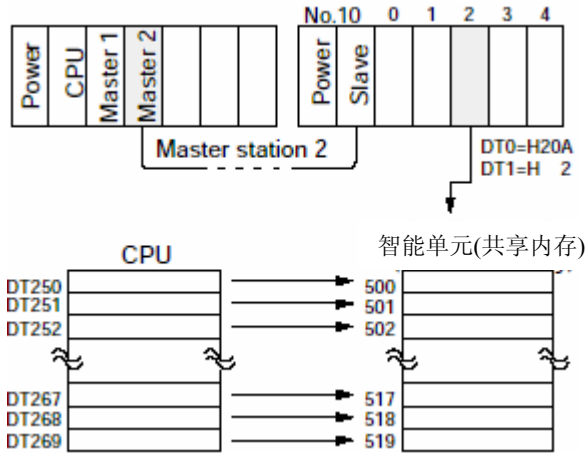 No.10 0 1 2 3 4
Power
CPU
Master 1
Master 2
Power
Slave
Master station 2
DT0=H20A
DT1=H 2
智能单元(共享内存)
CPU
DT250 500
DT251 501
DT252 502
DT267 517
DT268 518
DT269 519